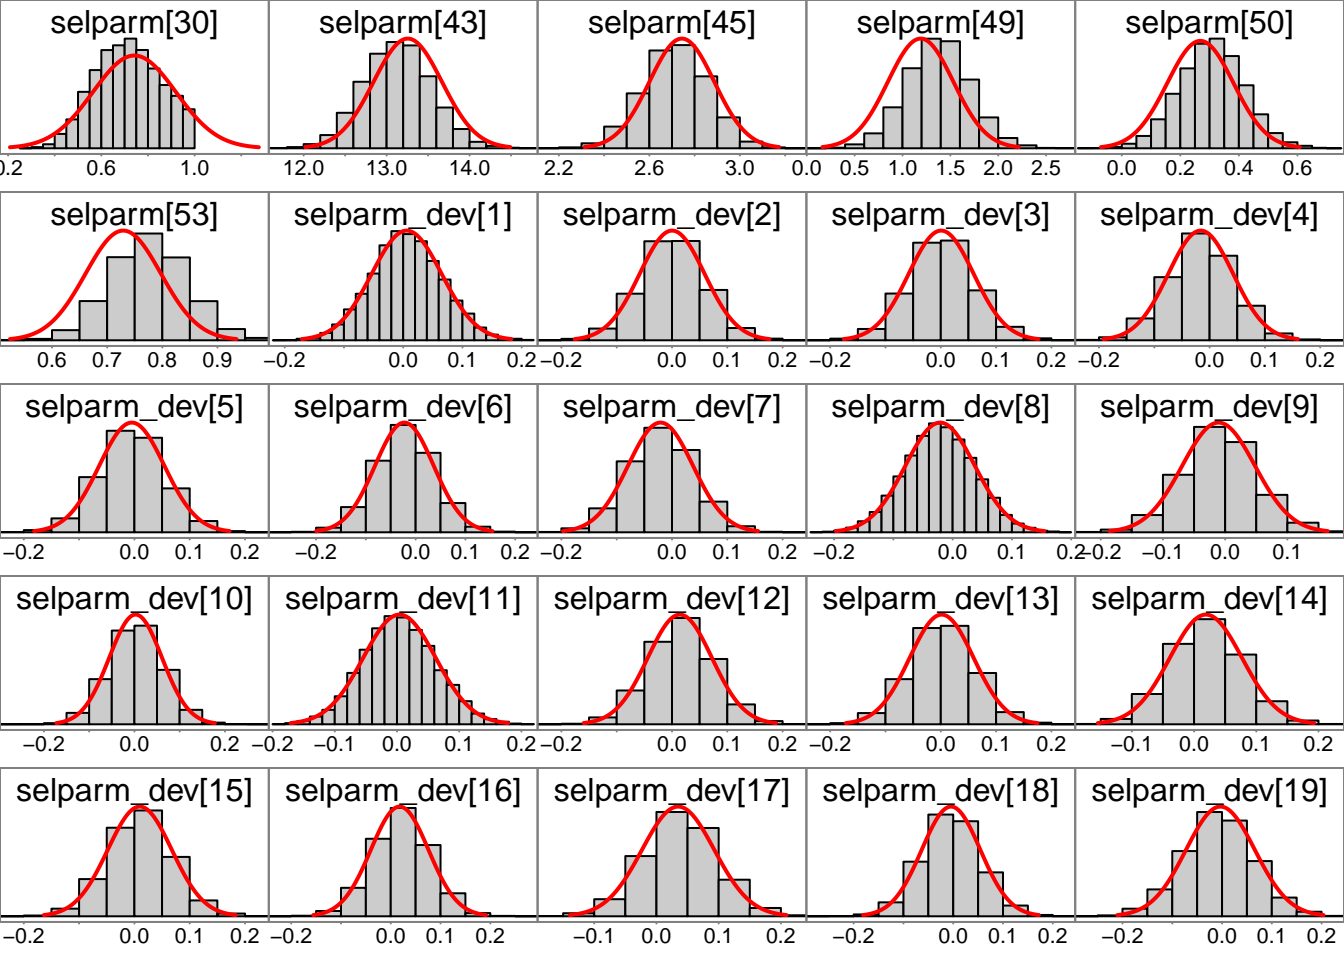 selparm[30] selparm[43] selparm[45] selparm[49] selparm[50]
0.2 0.6 1.0 12.0 13.0 14.0 2.2 2.6 3.0 0.0 0.5 1.0 1.5 2.0 2.5 0.0 0.2 0.4 0.6
selparm[53] selparm_dev[1] selparm_dev[2] selparm_dev[3] selparm_dev[4]
0.6 0.7 0.8 0.9 −0.2 0.0 0.1 0.2 −0.2 0.0 0.1 0.2 −0.2 0.0 0.1 0.2 −0.2 0.0 0.1 0.2
selparm_dev[5] selparm_dev[6] selparm_dev[7] selparm_dev[8] selparm_dev[9]
−0.2 0.0 0.1 0.2 −0.2 0.0 0.1 0.2 −0.2 0.0 0.1 0.2 −0.2 0.0 0.1 0.2 −0.2 −0.1 0.0 0.1
selparm_dev[10] selparm_dev[11] selparm_dev[12] selparm_dev[13] selparm_dev[14]
−0.2 0.0 0.2 −0.2 −0.1 0.0 0.1 0.2 −0.2 0.0 0.1 0.2 −0.2 0.0 0.1 0.2 −0.1 0.0 0.1 0.2
selparm_dev[15] selparm_dev[16] selparm_dev[17] selparm_dev[18] selparm_dev[19]
−0.2 0.0 0.1 0.2 −0.2 0.0 0.1 0.2 −0.1 0.0 0.1 0.2 −0.2 0.0 0.1 0.2 −0.2 0.0 0.1 0.2